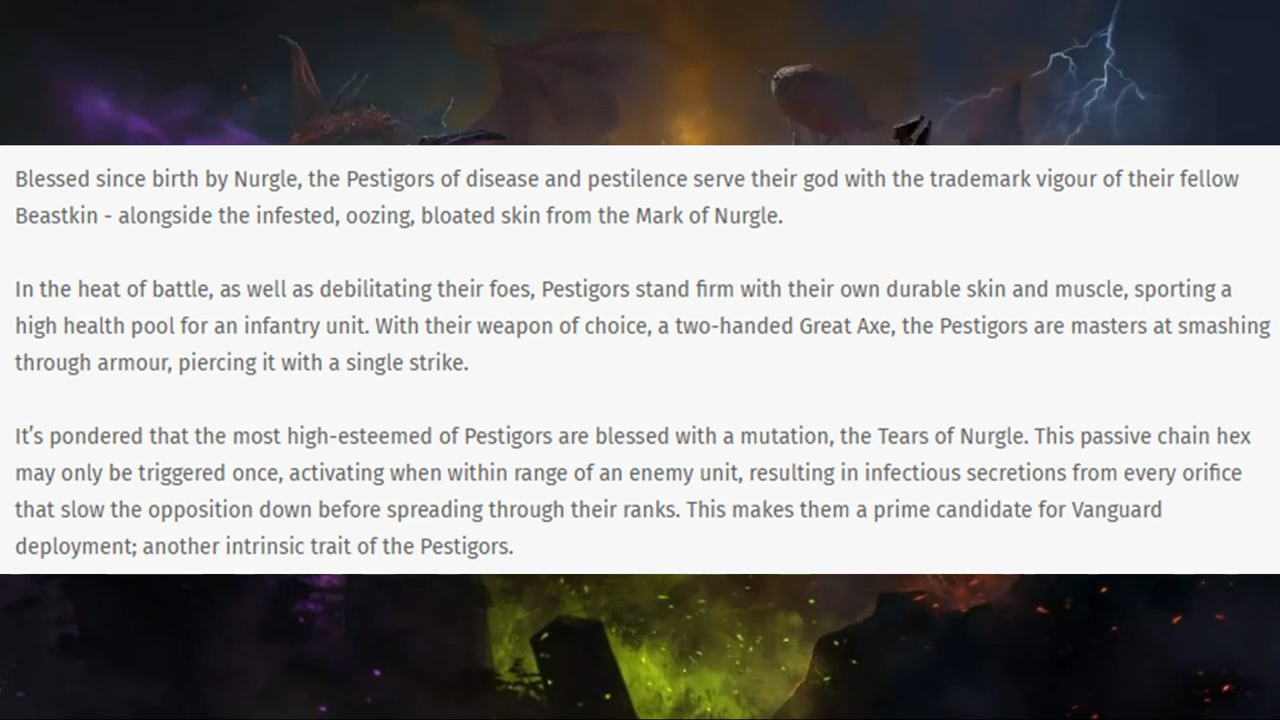 Blessed since birth by Nurgle, the Pestigors of disease and pestilence serve their god with the trademark vigour of their fellow
Beastkin - alongside the infested, oozing, bloated skin from the Mark of Nurgle.
In the heat of battle, as well as debilitating their foes, Pestigors stand firm with their own durable skin and muscle, sporting a
high health pool for an infantry unit. With their weapon of choice, a two-handed Great Axe, the Pestigors are masters at smashing
through armour, piercing it with a single strike.
It’s pondered that the most high-esteemed of Pestigors are blessed with a mutation, the Tears of Nurgle. This passive chain hex
may only be triggered once, activating when within range of an enemy unit, resulting in infectious secretions from every orifice
that slow the opposition down before spreading through their ranks. This makes them a prime candidate for Vanguard
deployment; another intrinsic trait of the Pestigors.